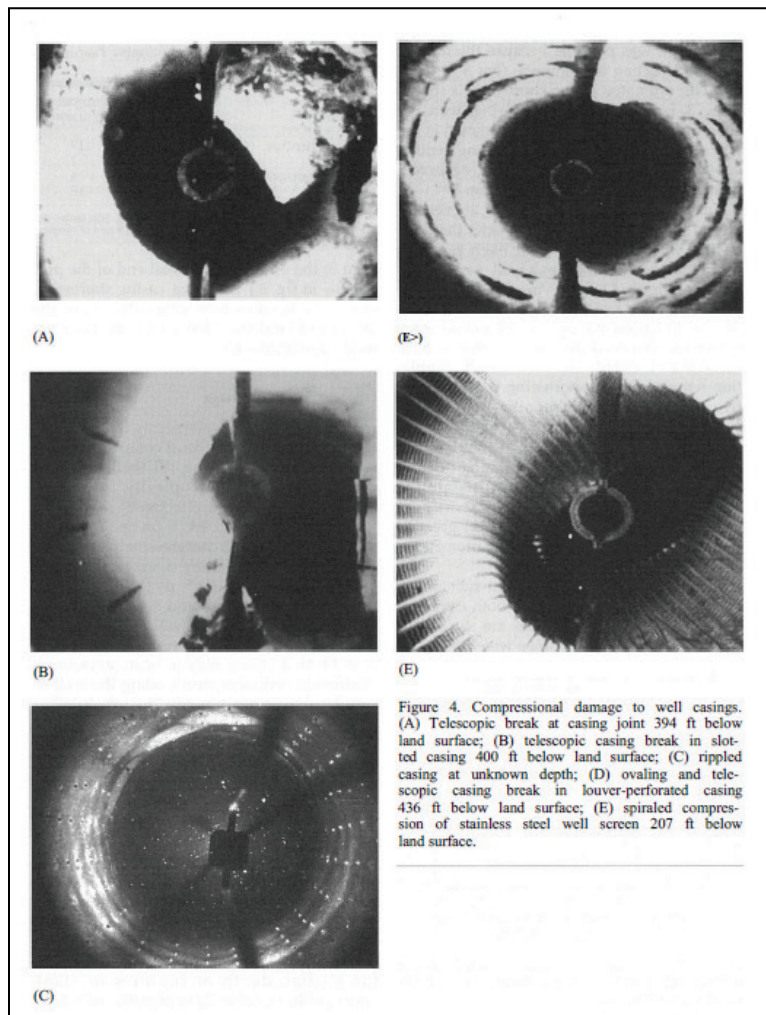 (A)
(E>)
(B)
(E)
Figure 4. Compressional damage to well casings.
(A) Telescopic break at casing joint 394 ft below
land surface; (B) telescopic casing break in slot-
ted casing 400 ft below land surface; (C) rippled
casing at unknown depth; (D) ovaling and tele-
scopic casing break in louver-perforated casing
436 ft below land surface; (E) spiraled compres-
sion of stainless steel well screen 207 ft below
land surface.
(C)